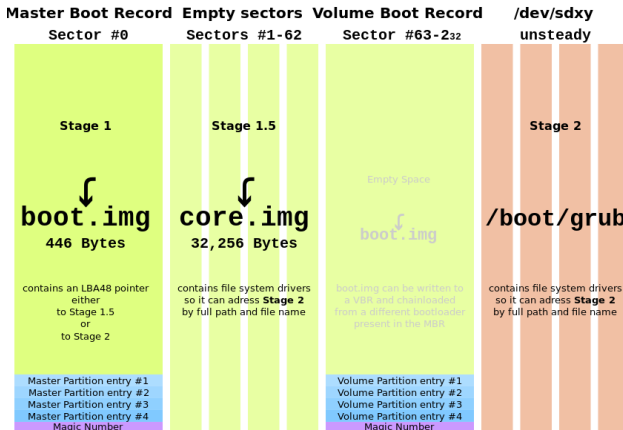 Master Boot Record
Sector #0
Stage 1
boot.img
446 Bytes
contains an LBA48 pointer
either
to Stage 1.5
or
to Stage 2
Master Partition entry #1
Master Partition entry #2
Master Partition entry #3
Master Partition entry #4
Magic Number
Empty sectors
Sectors #1-62
Stage 1.5
core.img
32,256 Bytes
contains file system drivers
so it can adress Stage 2
by full path and file name
Volume Boot Record
Sector #63-232
Empty Space
boot.img
boot.img can be written to
a VBR and chainloaded
from a different bootloader
present in the MBR
Volume Partition entry #1
Volume Partition entry #2
Volume Partition entry #3
Volume Partition entry #4
Magic Number
/dev/sdxy
unsteady
Stage 2
/boot/grub
contains file system drivers
so it can adress Stage 2
by full path and file name